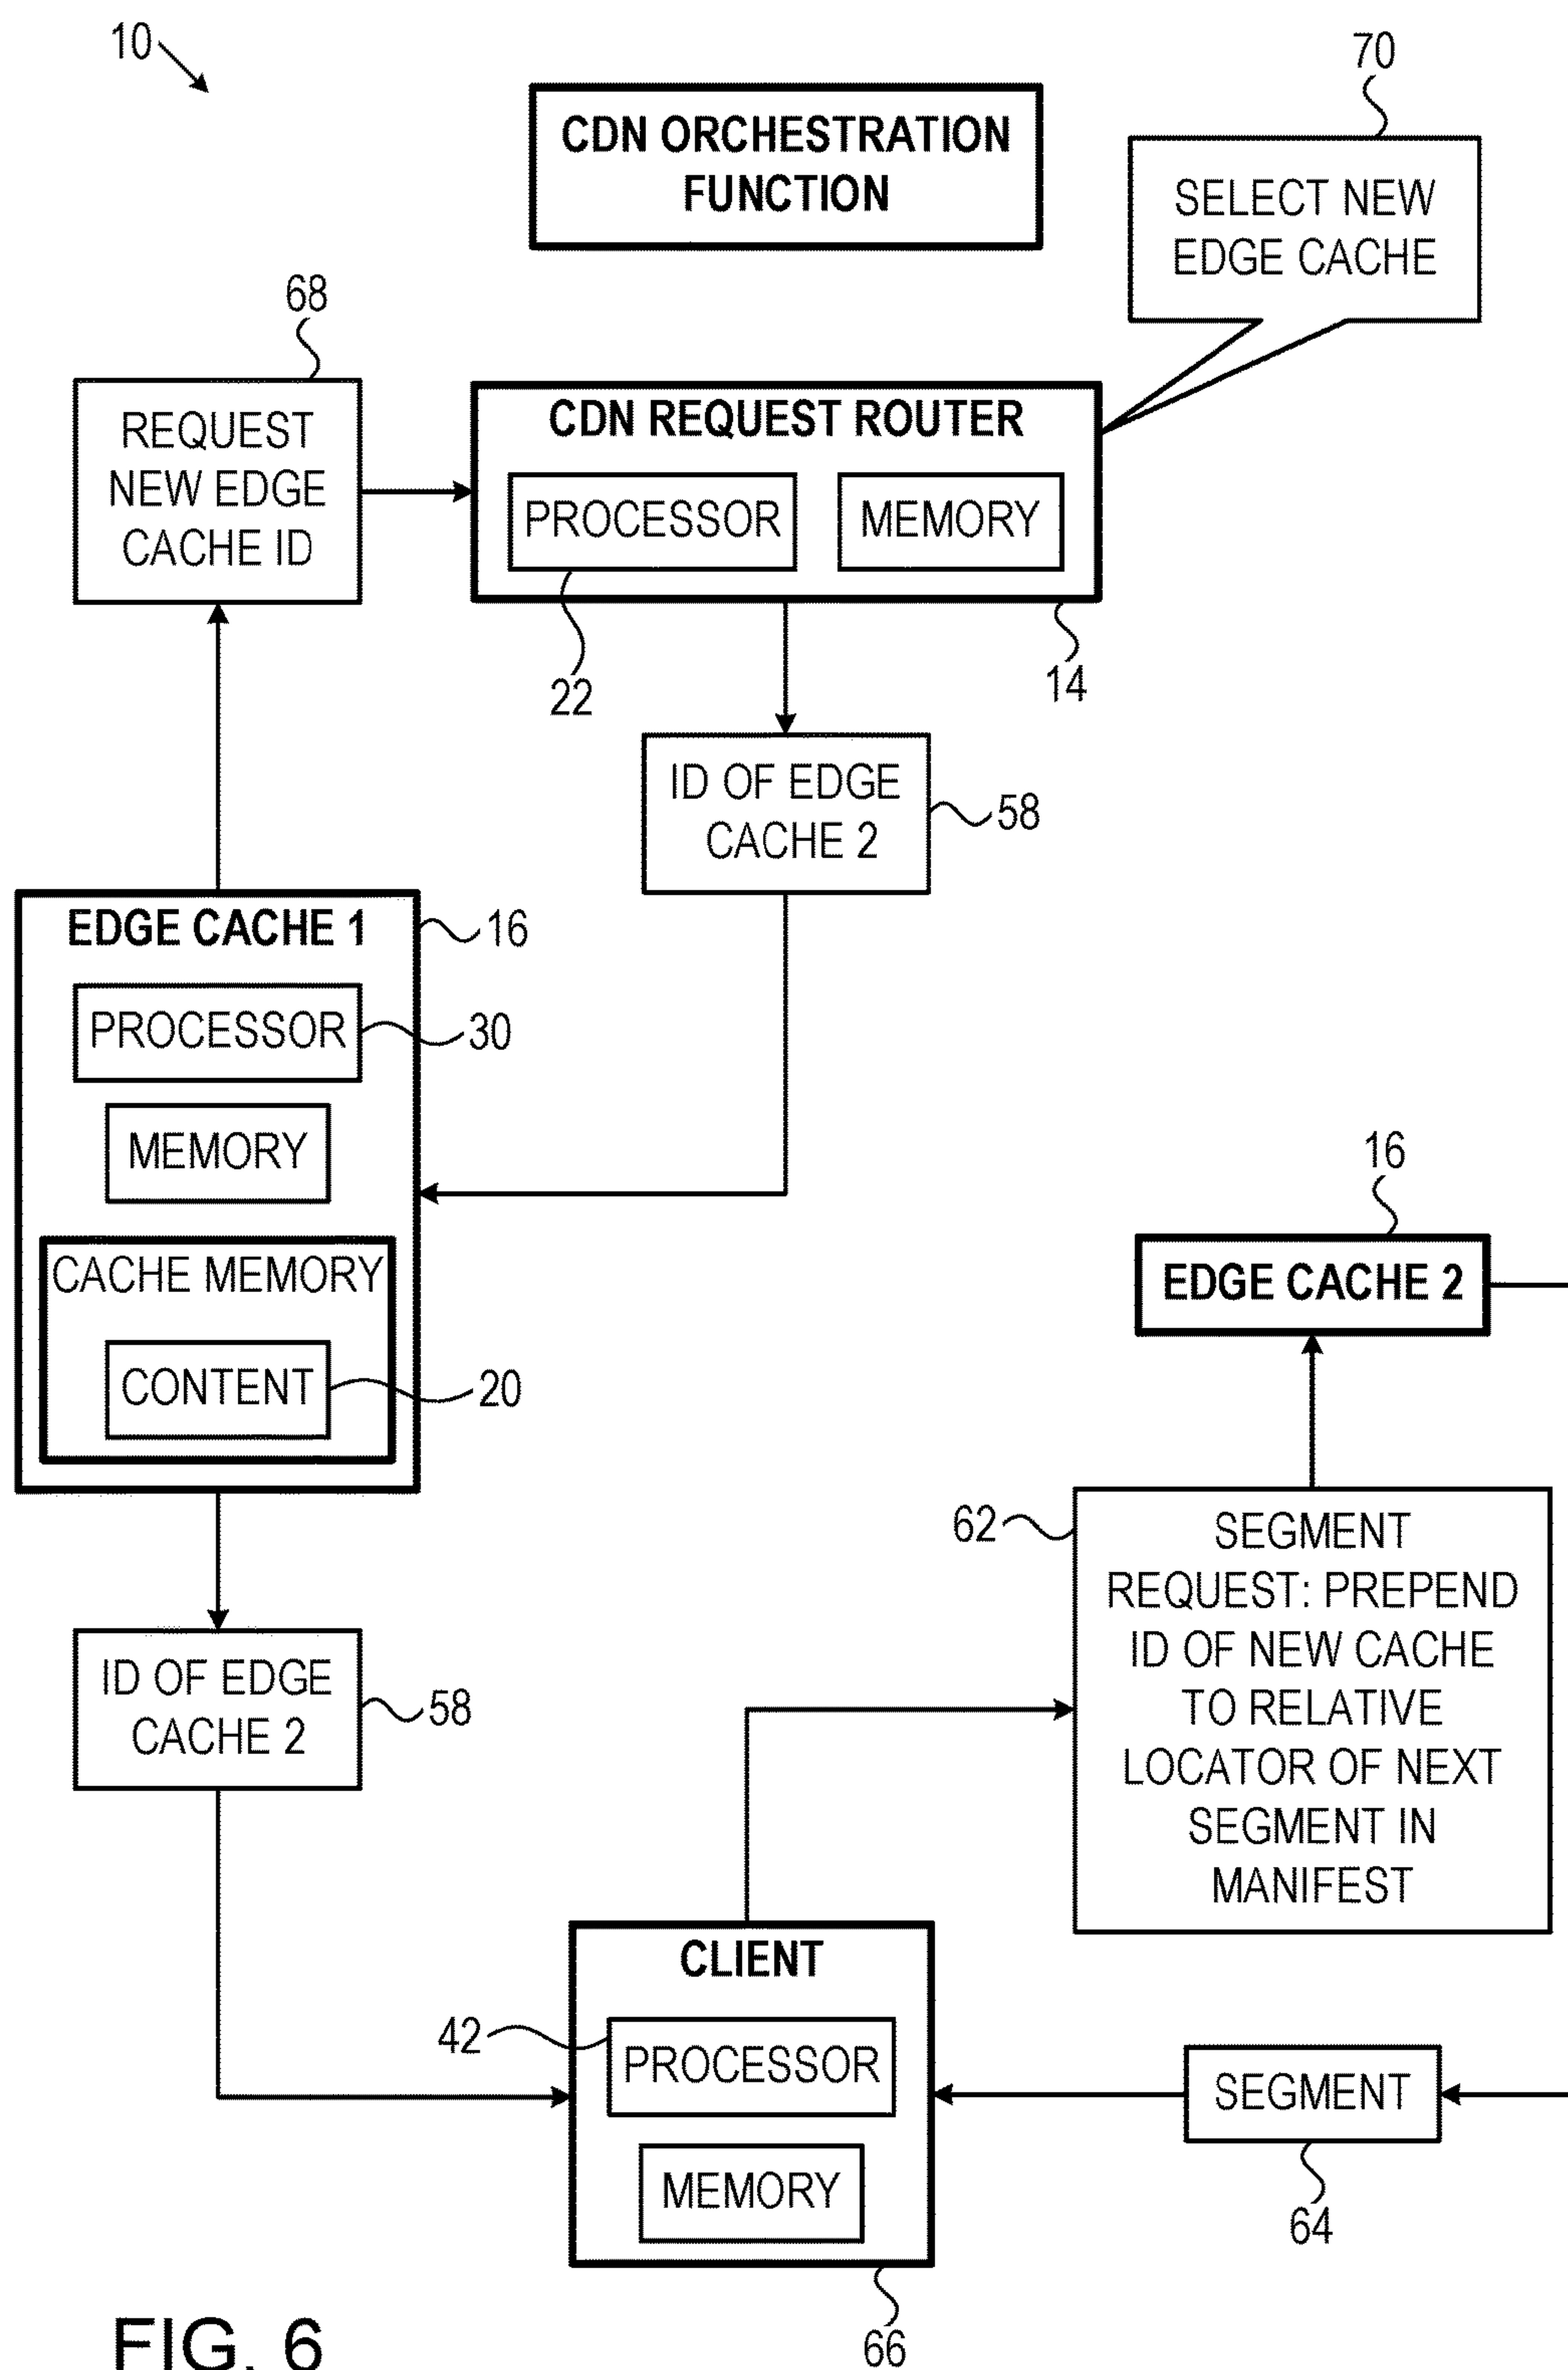 10
70
CDN ORCHESTRATION
FUNCTION
SELECT NEW
EDGE CACHE
68
REQUEST
NEW EDGE
CACHE ID
CDN REQUEST ROUTER
PROCESSOR
MEMORY
22
14
ID OF EDGE
CACHE 2
58
EDGE CACHE 1
16
PROCESSOR
30
MEMORY
CACHE MEMORY
CONTENT
20
16
EDGE CACHE 2
62
SEGMENT
REQUEST: PREPEND
ID OF NEW CACHE
TO RELATIVE
LOCATOR OF NEXT
SEGMENT IN
MANIFEST
ID OF EDGE
CACHE 2
58
CLIENT
42
PROCESSOR
MEMORY
SEGMENT
64
66
FIG. 6